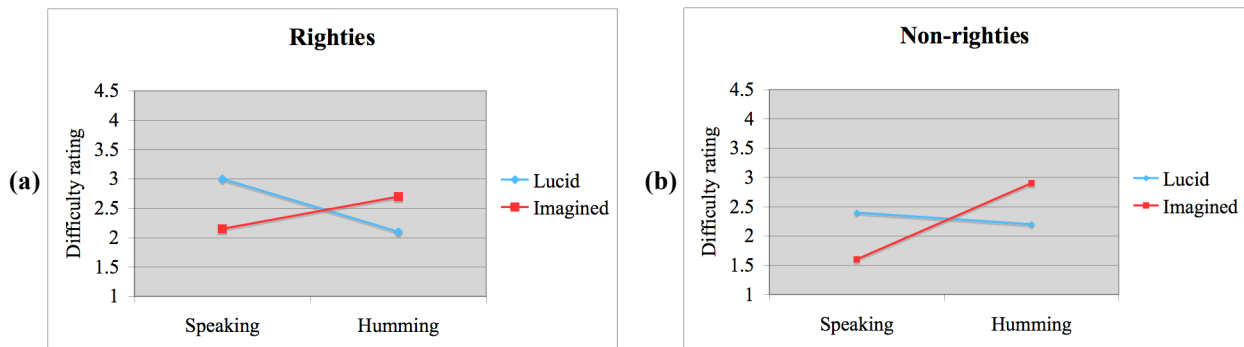 (a)
Righties
Difficulty rating
4.5
4
3.5
3
2.5
2
1.5
1
Speaking Humming
Lucid
Imagined
(b)
Non-righties
Difficulty rating
4.5
4
3.5
3
2.5
2
1.5
1
Speaking Humming
Lucid
Imagined